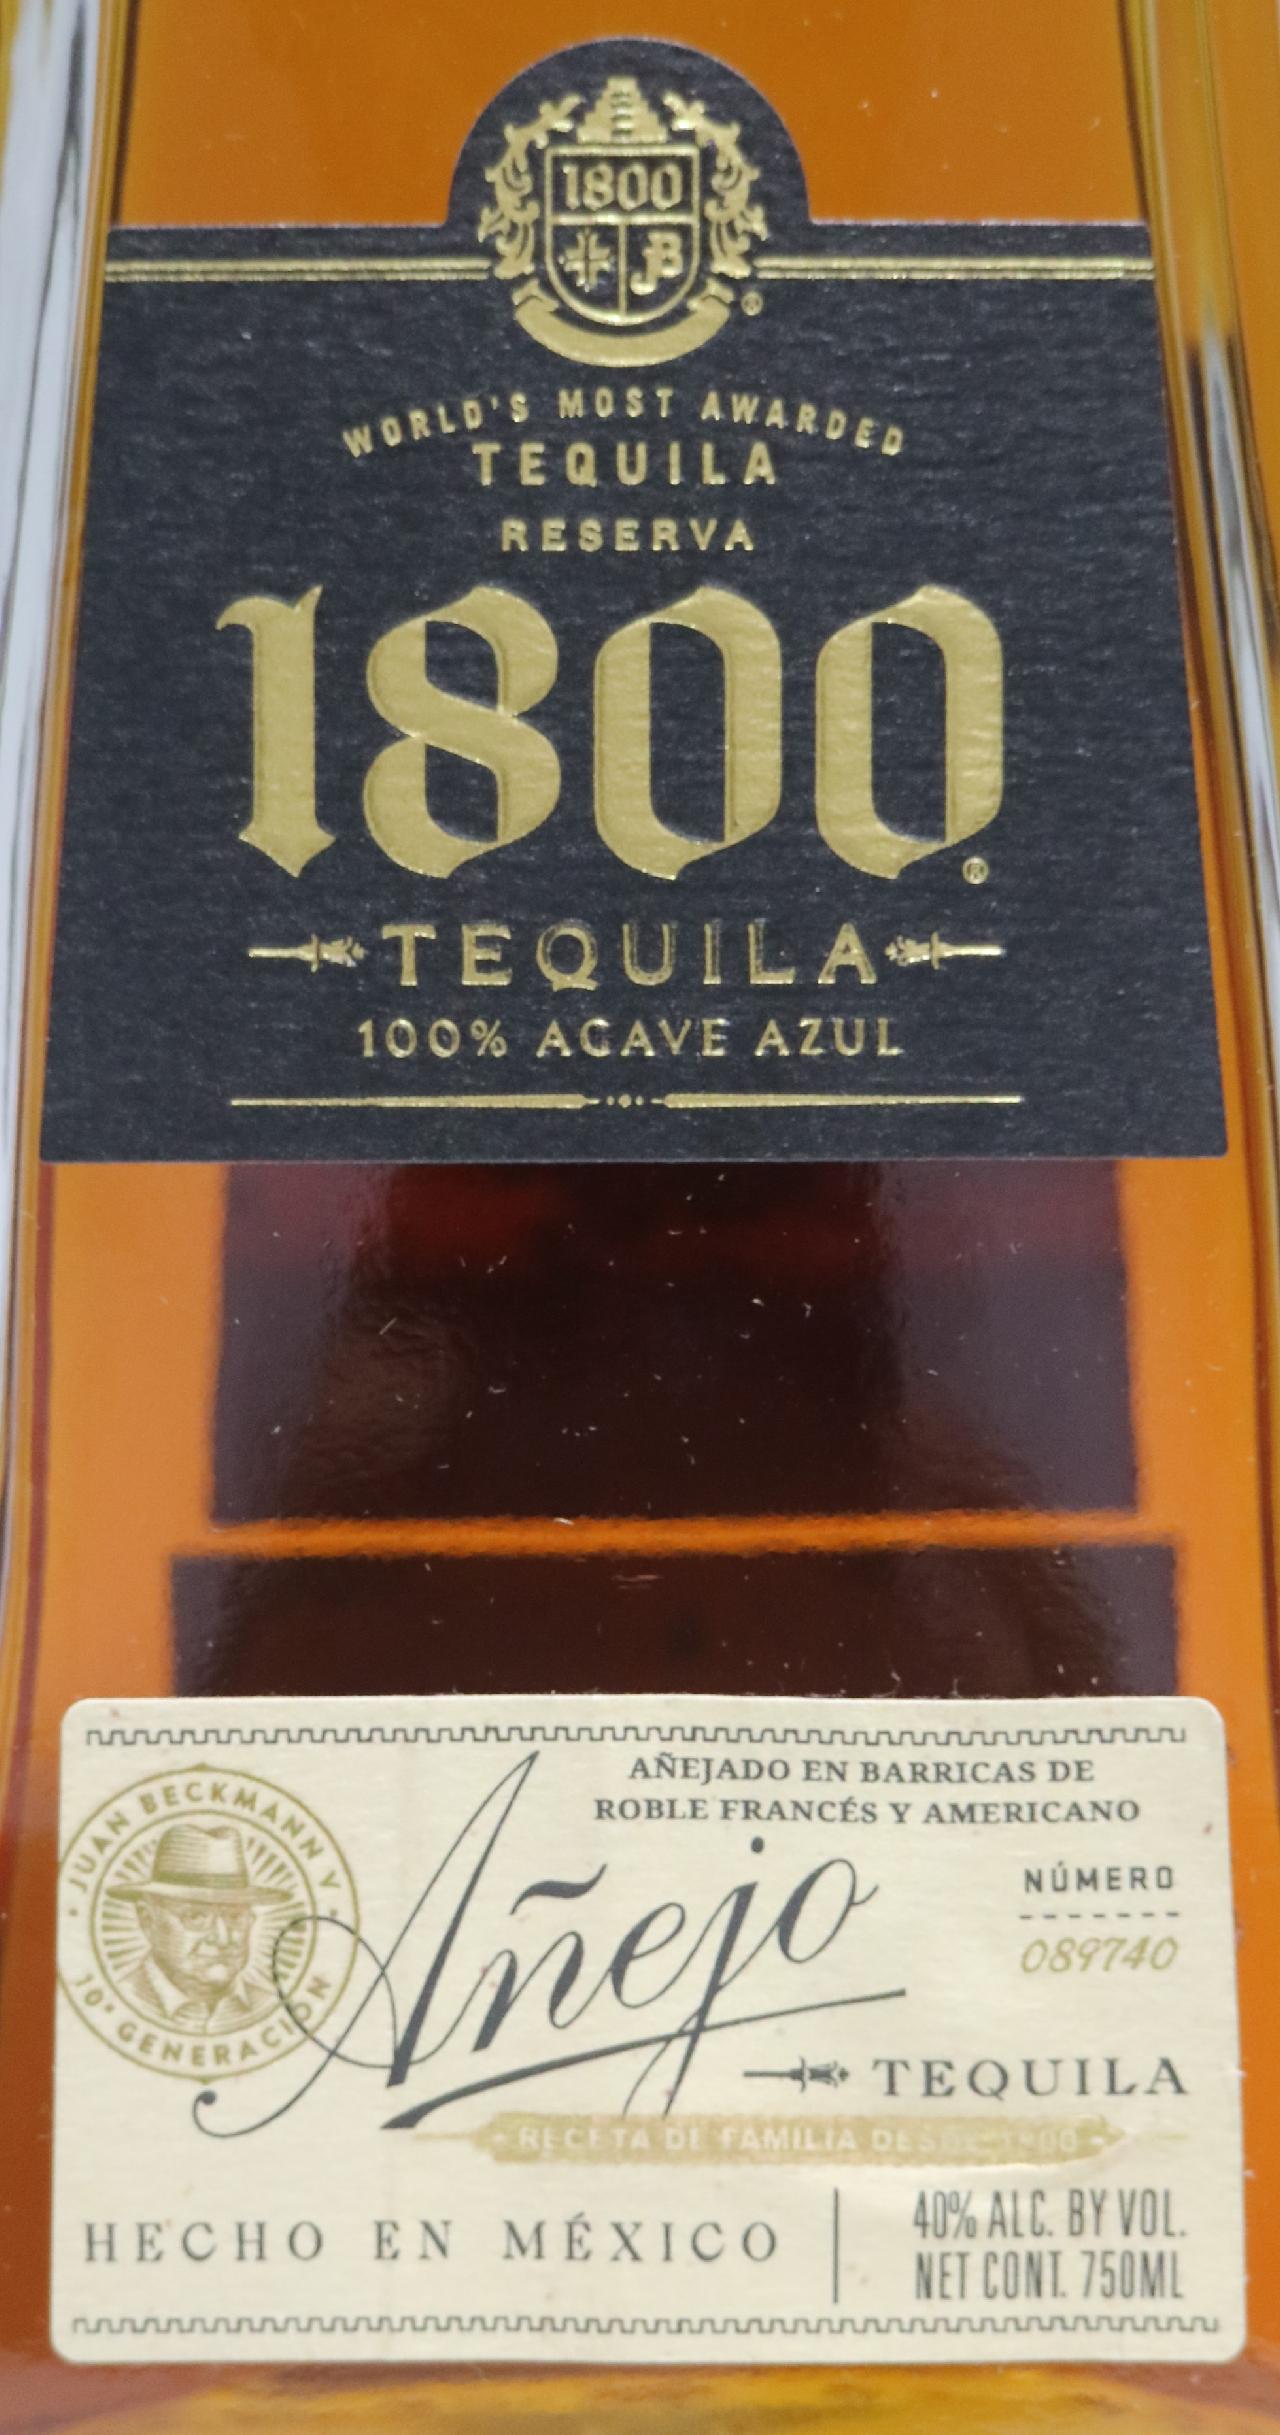 1800
JB
®
WORLD'S MOST AWARDED
TEQUILA
RESERVA
1800®
TEQUILA
100% AGAVE AZUL
AÑEJADO EN BARRICAS DE
ROBLE FRANCÉS Y AMERICANO
JUAN BECKMANN V
10ª GENERACIÓN
Añejo
NÚMERO
089740
TEQUILA
RECETA DE FAMILIA DESDE 1800
HECHO EN MÉXICO
40% ALC. BY VOL.
NET CONT. 750ML